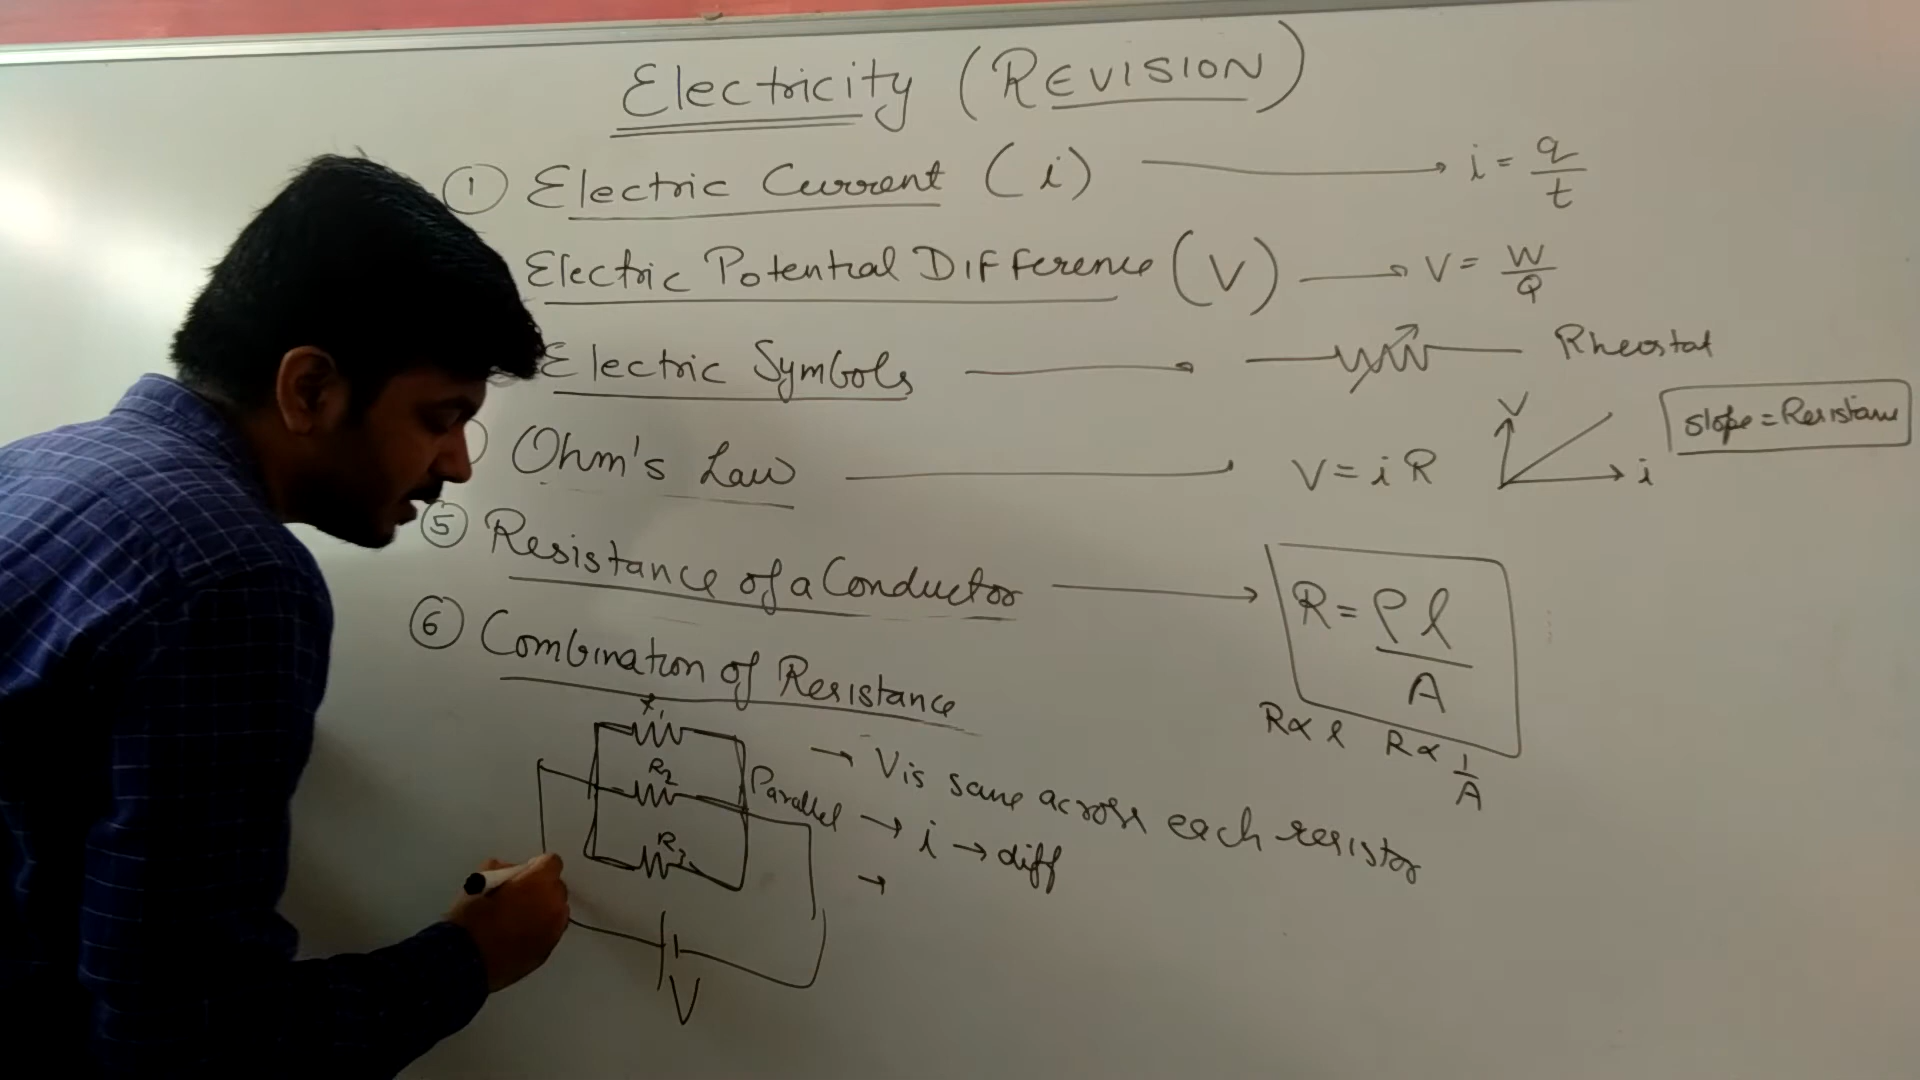 Electricity (REVISION)
① Electric Current (i) → i = q/t
Electric Potential Difference (V) → V = W/Q
Electric Symbols → Rheostat
Ohm's Law V = i R V i slope = Resistance
⑤ Resistance of a Conductor → R = ρl/A
R ∝ l R ∝ 1/A
⑥ Combination of Resistance
→ V is same across each resistor
R2
Parallel → i → diff
R3
→
V